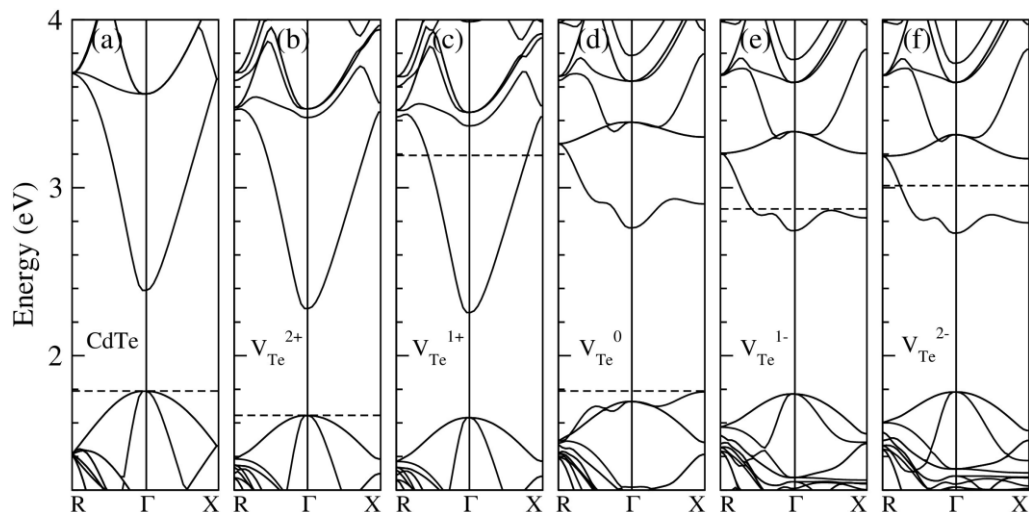 (a) (b) (c) (d) (e) (f)
4
3
2
Energy (eV)
CdTe V_Te^2+ V_Te^1+ V_Te^0 V_Te^1- V_Te^2-
R Γ X R Γ X R Γ X R Γ X R Γ X R Γ X